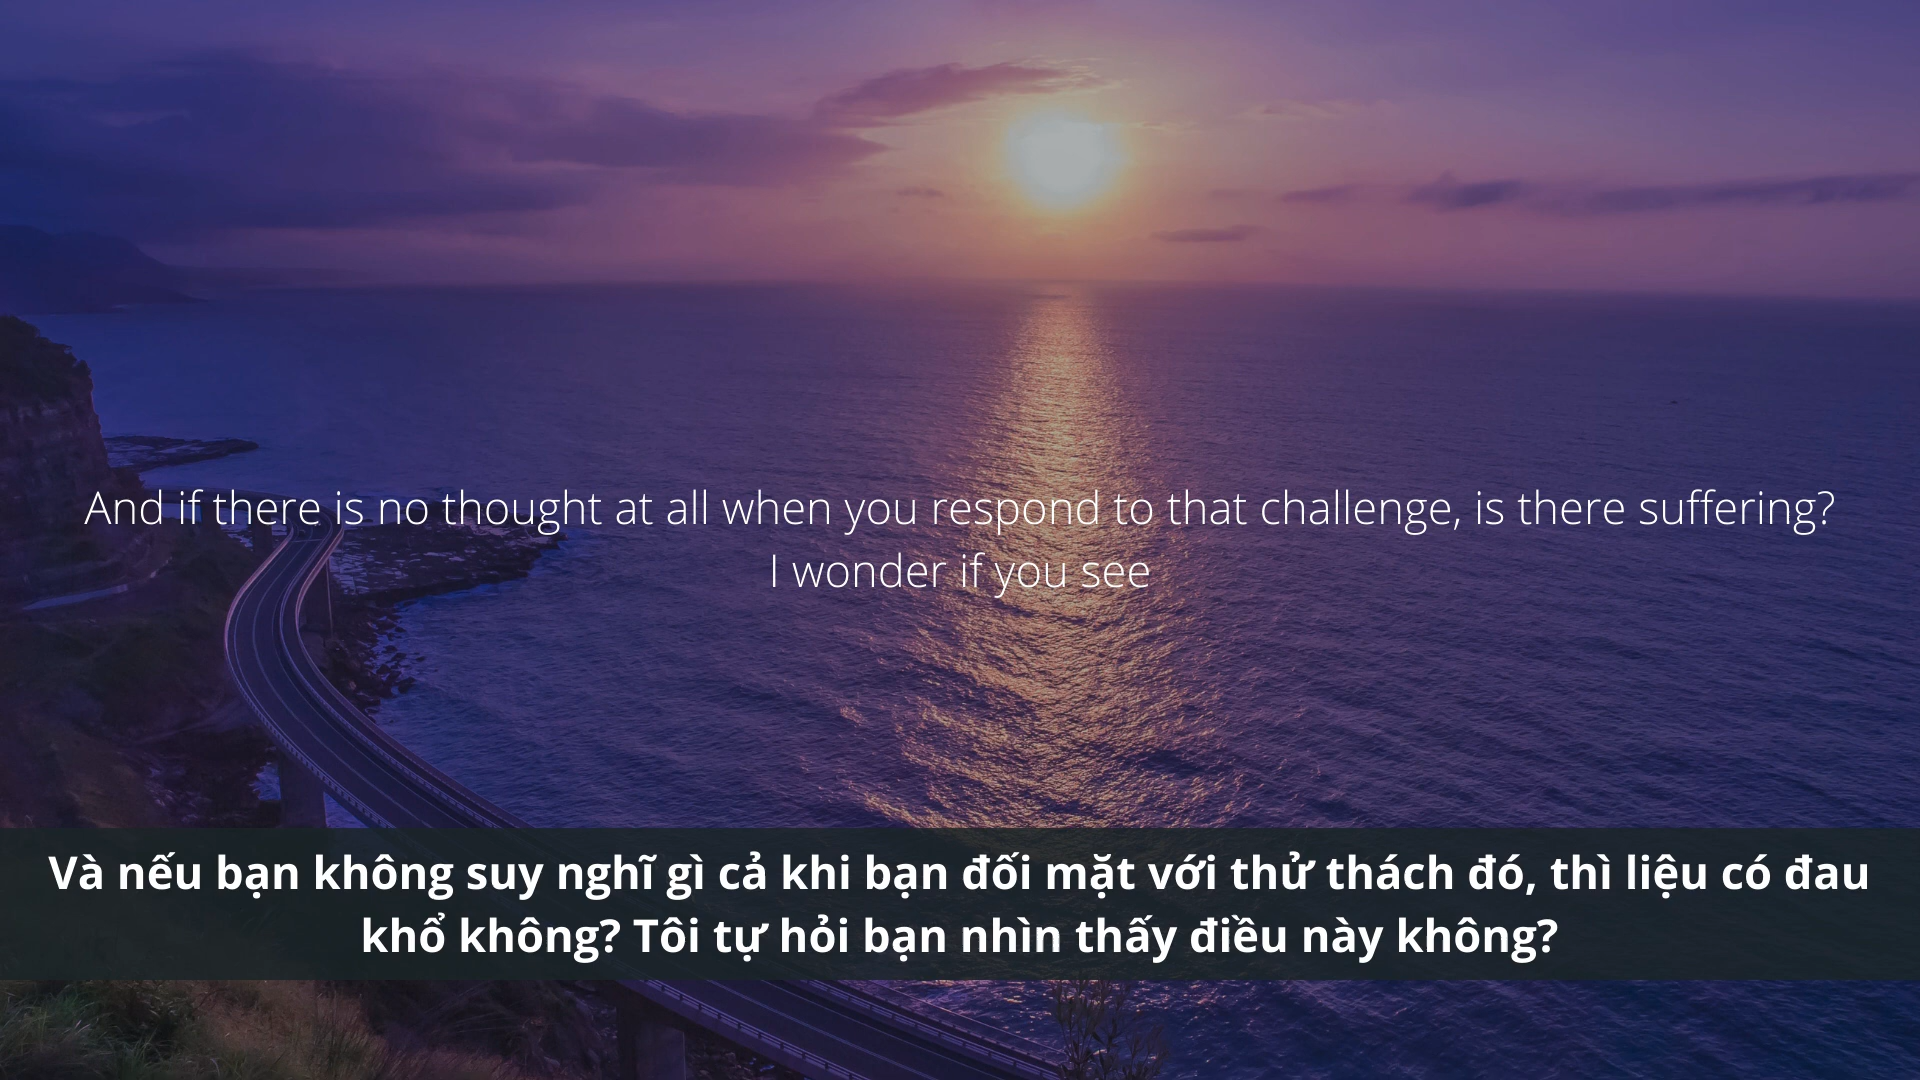 And if there is no thought at all when you respond to that challenge, is there suffering?
I wonder if you see
Và nếu bạn không suy nghĩ gì cả khi bạn đối mặt với thử thách đó, thì liệu có đau
khổ không? Tôi tự hỏi bạn nhìn thấy điều này không?